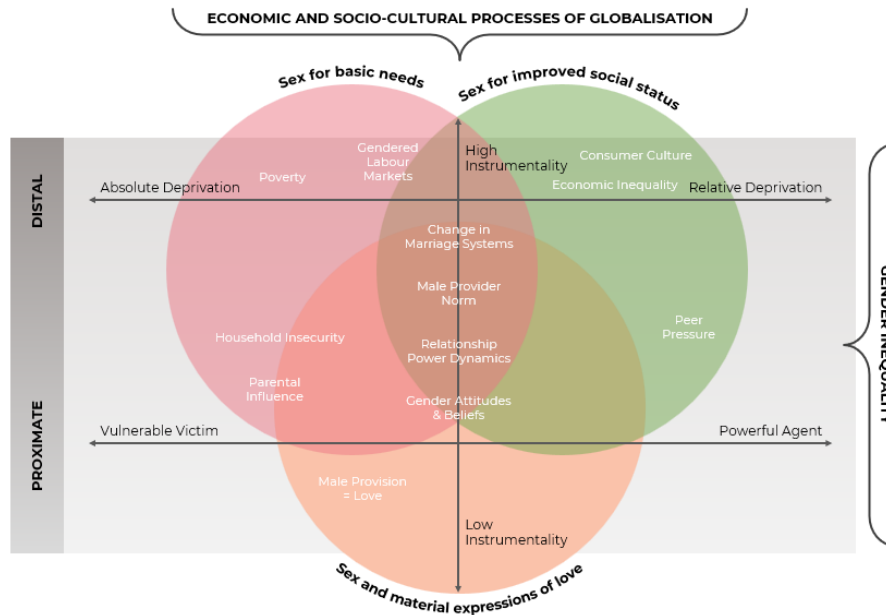 ECONOMIC AND SOCIO-CULTURAL PROCESSES OF GLOBALISATION
Sex for basic needs
Sex for improved social status
Gendered
Labour
Markets
High
Instrumentality
Consumer Culture
Poverty
Economic Inequality
Absolute Deprivation
Relative Deprivation
DISTAL
Change in
Marriage Systems
Male Provider
Norm
Peer
Pressure
Household Insecurity
Relationship
Power Dynamics
Parental
Influence
Gender Attitudes
& Beliefs
PROXIMATE
Vulnerable Victim
Powerful Agent
Male Provision
= Love
Low
Instrumentality
Sex and material expressions of love
GENDER INEQUALITY